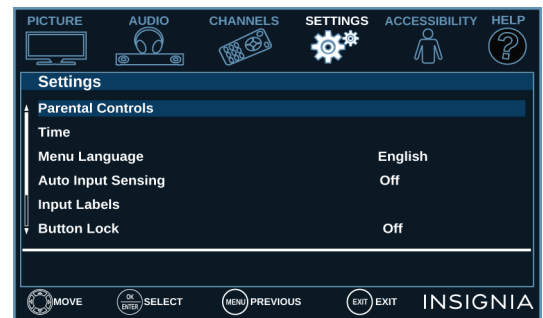 PICTURE AUDIO CHANNELS SETTINGS ACCESSIBILITY HELP
?
Settings
Parental Controls
Time
Menu Language English
Auto Input Sensing Off
Input Labels
Button Lock Off
OK ENTER
MOVE SELECT MENU PREVIOUS EXIT EXIT INSIGNIA